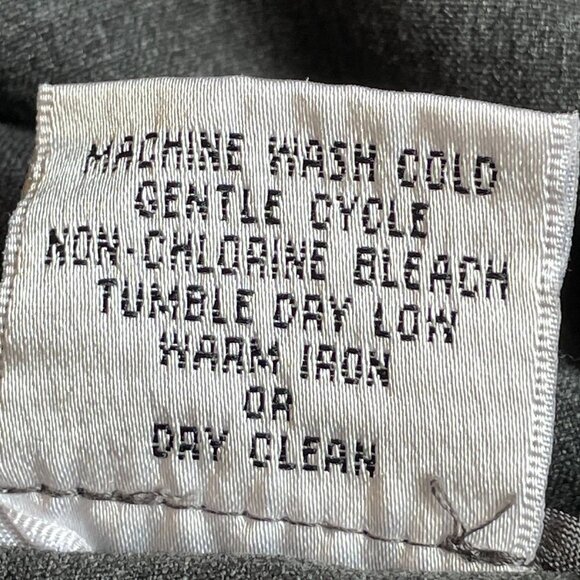 MACHINE WASH COLD
GENTLE CYCLE
NON-CHLORINE BLEACH
TUMBLE DRY LOW
WARM IRON
OR
DRY CLEAN